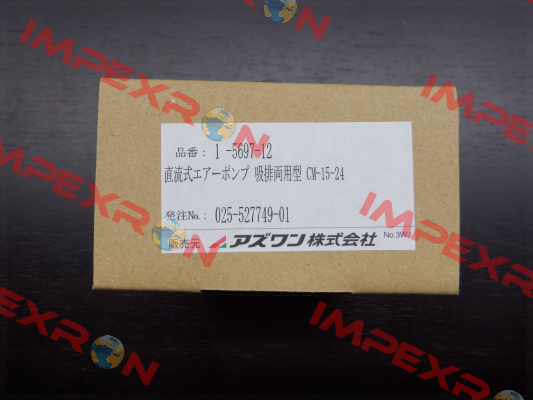 品番: 1 -5697-12
直流式エアーポンプ 吸排両用型 CM-15-24
発注No.: 025-527749-01
販売元 アズワン株式会社 No.3W
IMPEXRON
IMPEXRON
IMPEXRON
IMPEXRON
IMPEXRON
IMPEXRON